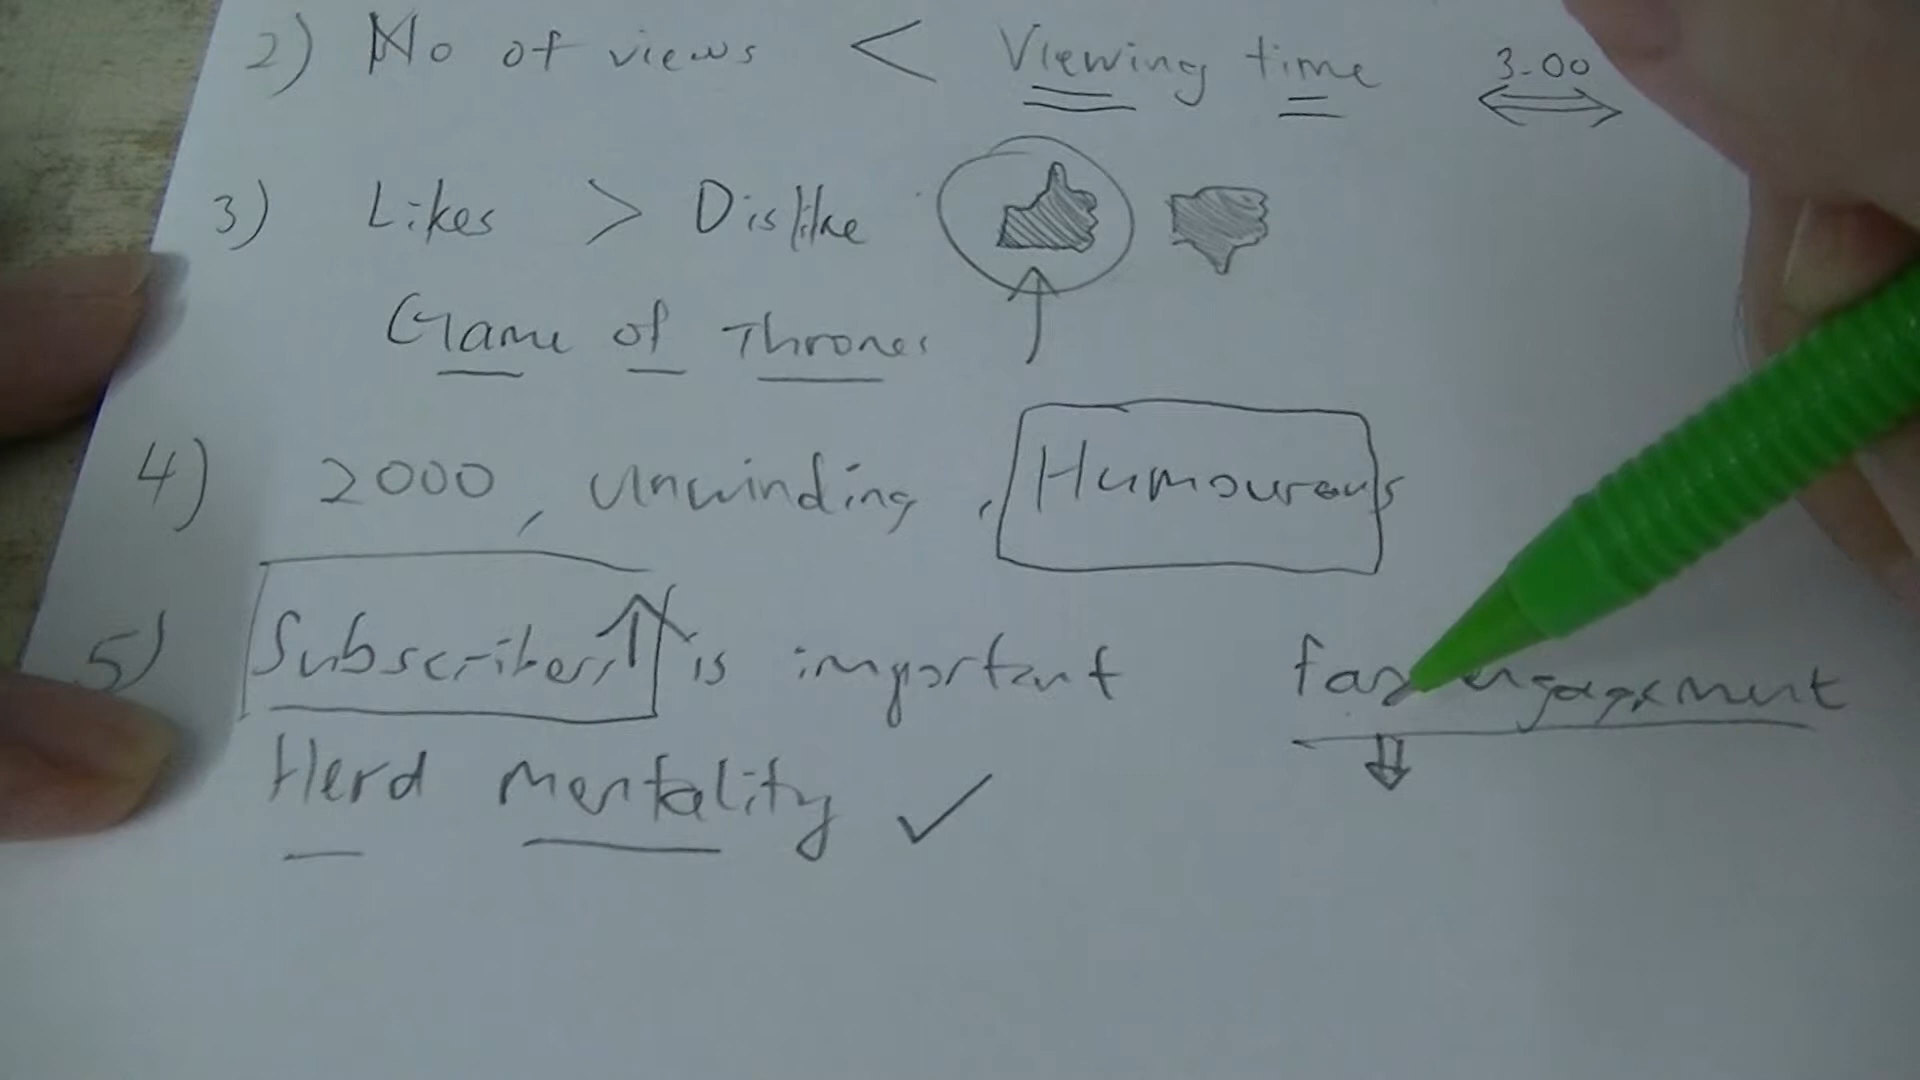 2) No of views < Viewing time 3-00
3) Likes > Dislike
Game of Thrones
4) 2000, unwinding, Humourous
5) Subscribers is important engagement
Herd mentality ✓